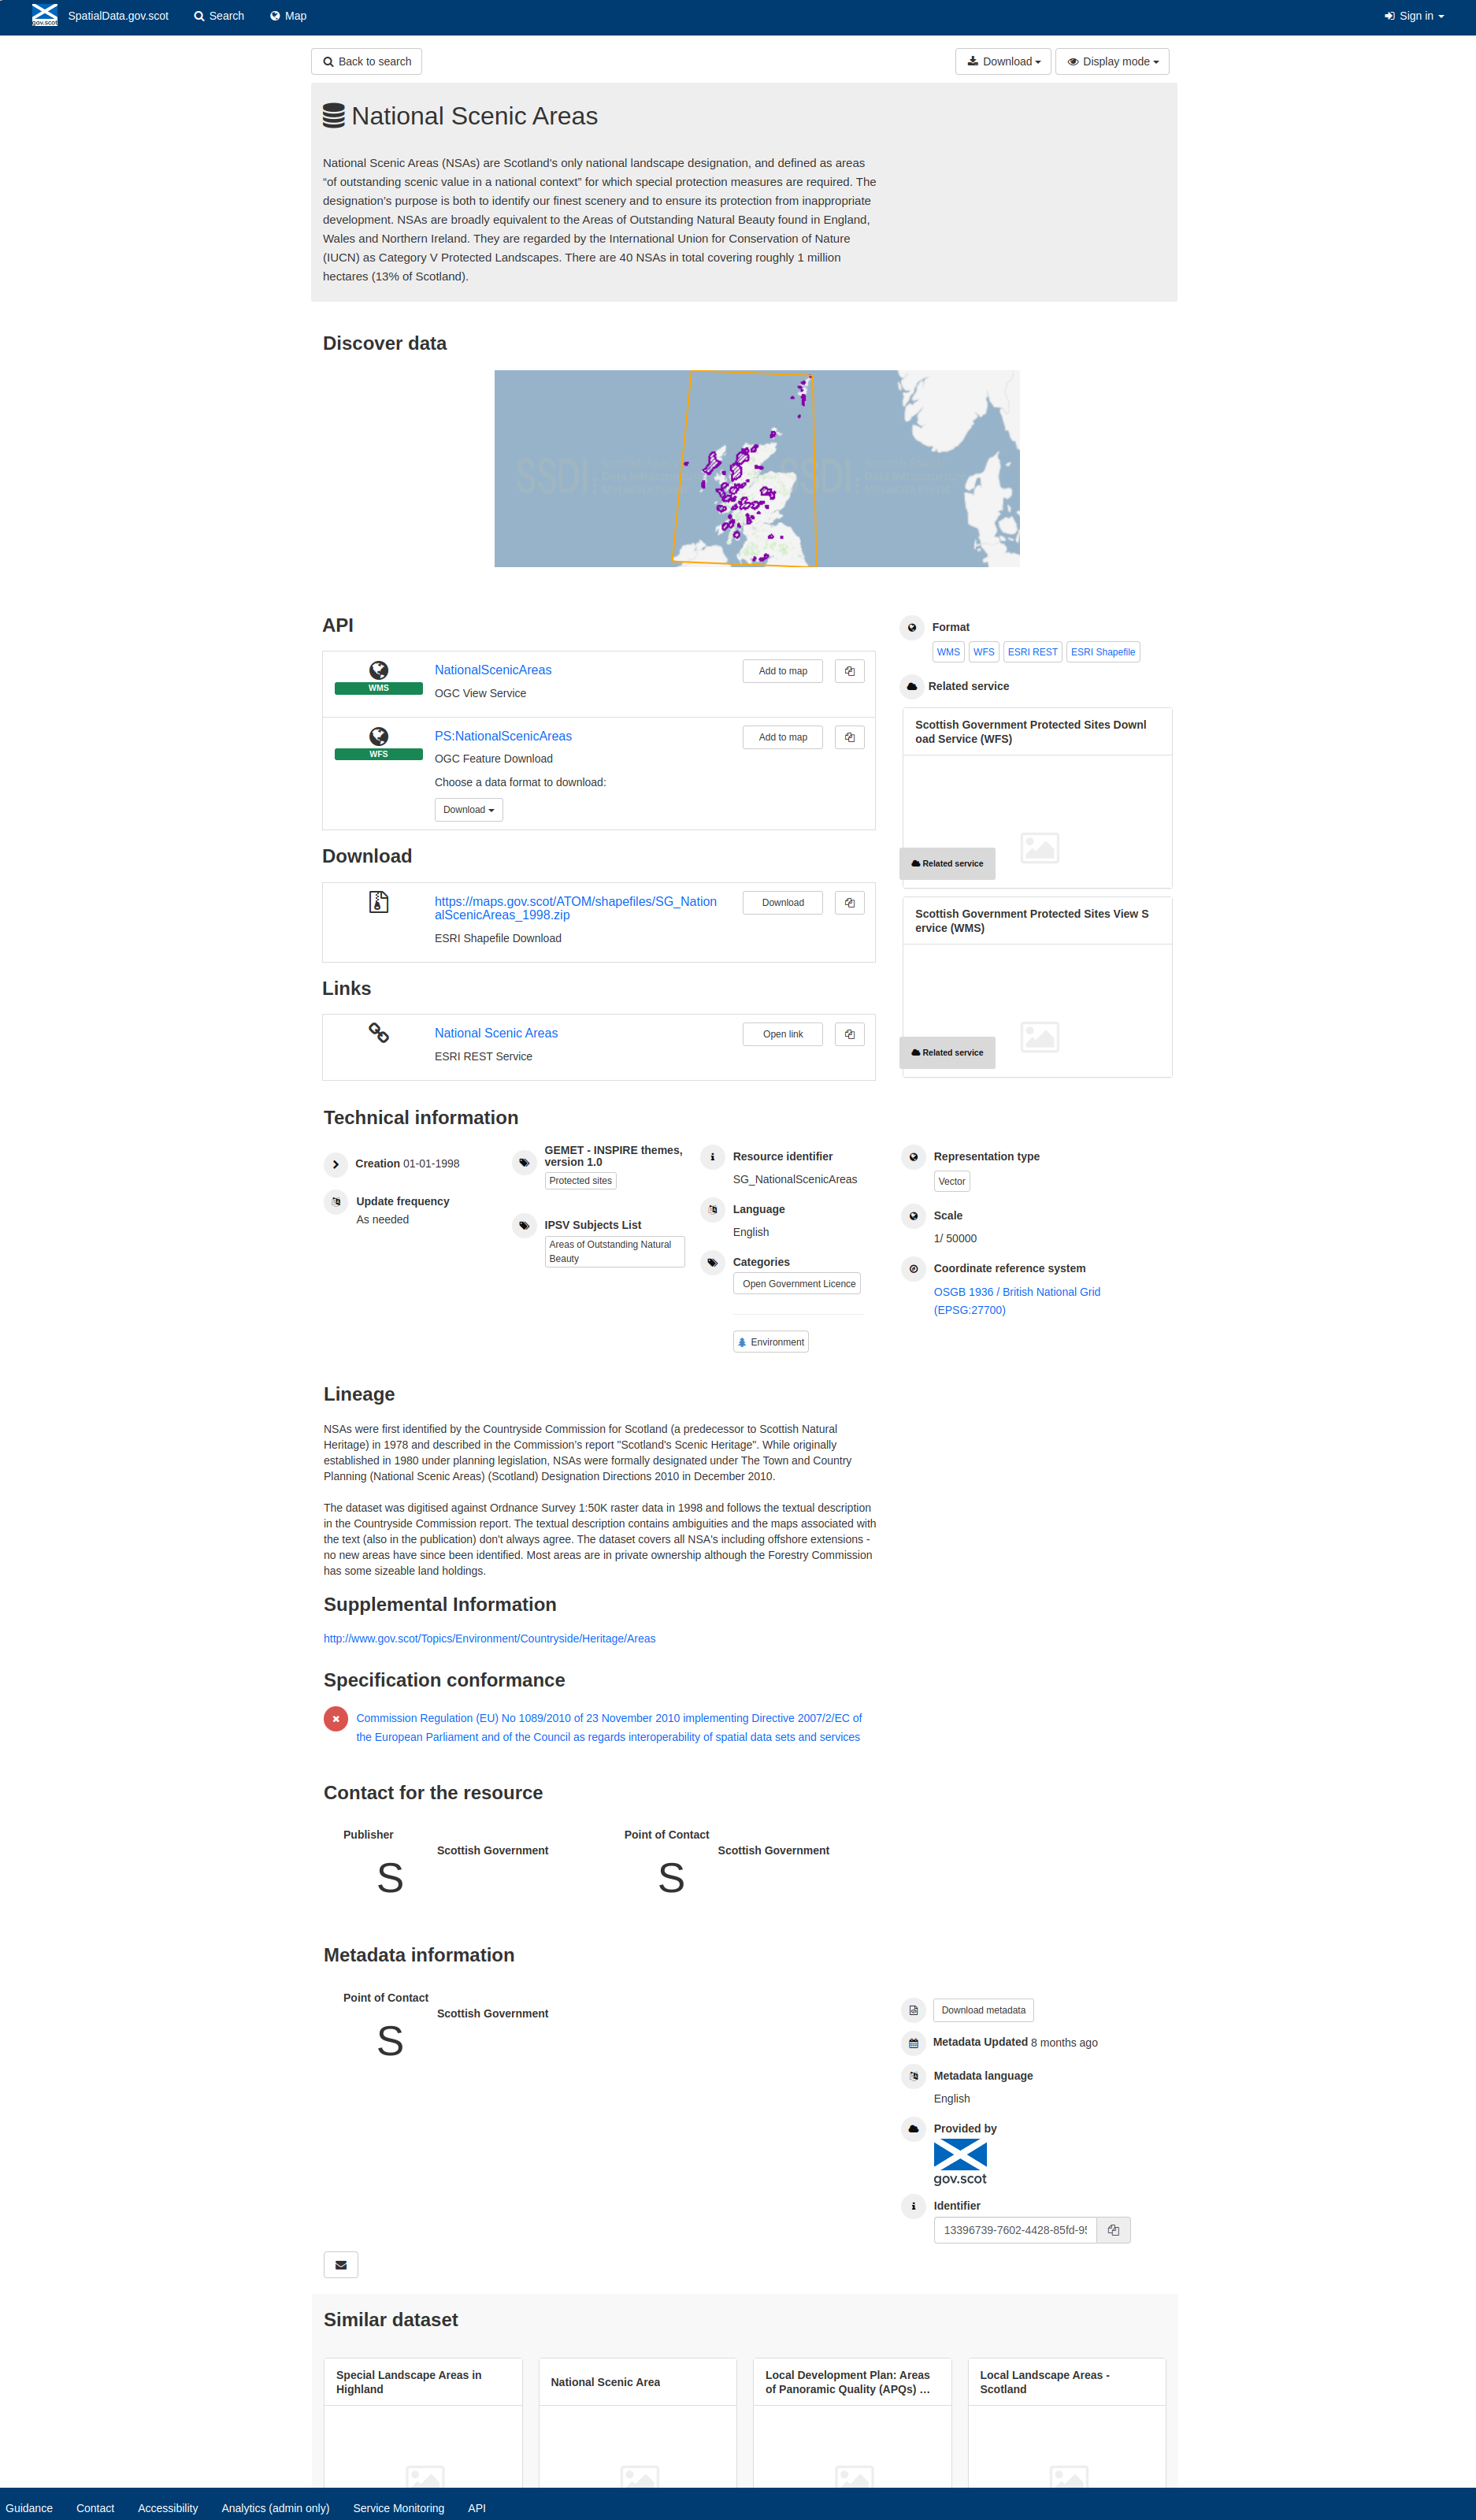 SpatialData.gov.scot
Search
Map
Sign in
Back to search
Download
Display mode
National Scenic Areas
National Scenic Areas (NSAs) are Scotland's only national landscape designation, and defined as areas
“of outstanding scenic value in a national context” for which special protection measures are required. The
designation’s purpose is both to identify our finest scenery and to ensure its protection from inappropriate
development. NSAs are broadly equivalent to the Areas of Outstanding Natural Beauty found in England,
Wales and Northern Ireland. They are regarded by the International Union for Conservation of Nature
(IUCN) as Category V Protected Landscapes. There are 40 NSAs in total covering roughly 1 million
hectares (13% of Scotland).
Discover data
SSDI
SSDI
API
WMS
NationalScenicAreas
OGC View Service
Add to map
WFS
PS:NationalScenicAreas
OGC Feature Download
Choose a data format to download:
Download
Add to map
Download
https://maps.gov.scot/ATOM/shapefiles/SG_Nation
alScenicAreas_1998.zip
ESRI Shapefile Download
Download
Links
National Scenic Areas
ESRI REST Service
Open link
Format
WMS
WFS
ESRI REST
ESRI Shapefile
Related service
Scottish Government Protected Sites Downl
oad Service (WFS)
Related service
Scottish Government Protected Sites View S
ervice (WMS)
Related service
Technical information
Creation 01-01-1998
Update frequency
As needed
GEMET - INSPIRE themes,
version 1.0
Protected sites
IPSV Subjects List
Areas of Outstanding Natural
Beauty
Resource identifier
SG_NationalScenicAreas
Language
English
Categories
Open Government Licence
Environment
Representation type
Vector
Scale
1/ 50000
Coordinate reference system
OSGB 1936 / British National Grid
(EPSG:27700)
Lineage
NSAs were first identified by the Countryside Commission for Scotland (a predecessor to Scottish Natural
Heritage) in 1978 and described in the Commission’s report "Scotland's Scenic Heritage". While originally
established in 1980 under planning legislation, NSAs were formally designated under The Town and Country
Planning (National Scenic Areas) (Scotland) Designation Directions 2010 in December 2010.
The dataset was digitised against Ordnance Survey 1:50K raster data in 1998 and follows the textual description
in the Countryside Commission report. The textual description contains ambiguities and the maps associated with
the text (also in the publication) don't always agree. The dataset covers all NSA's including offshore extensions -
no new areas have since been identified. Most areas are in private ownership although the Forestry Commission
has some sizeable land holdings.
Supplemental Information
http://www.gov.scot/Topics/Environment/Countryside/Heritage/Areas
Specification conformance
Commission Regulation (EU) No 1089/2010 of 23 November 2010 implementing Directive 2007/2/EC of
the European Parliament and of the Council as regards interoperability of spatial data sets and services
Contact for the resource
Publisher
Scottish Government
S
Point of Contact
Scottish Government
S
Metadata information
Point of Contact
Scottish Government
S
Download metadata
Metadata Updated 8 months ago
Metadata language
English
Provided by
gov.scot
Identifier
13396739-7602-4428-85fd-95
Similar dataset
Special Landscape Areas in
Highland
National Scenic Area
Local Development Plan: Areas
of Panoramic Quality (APQs) …
Local Landscape Areas -
Scotland
Guidance
Contact
Accessibility
Analytics (admin only)
Service Monitoring
API